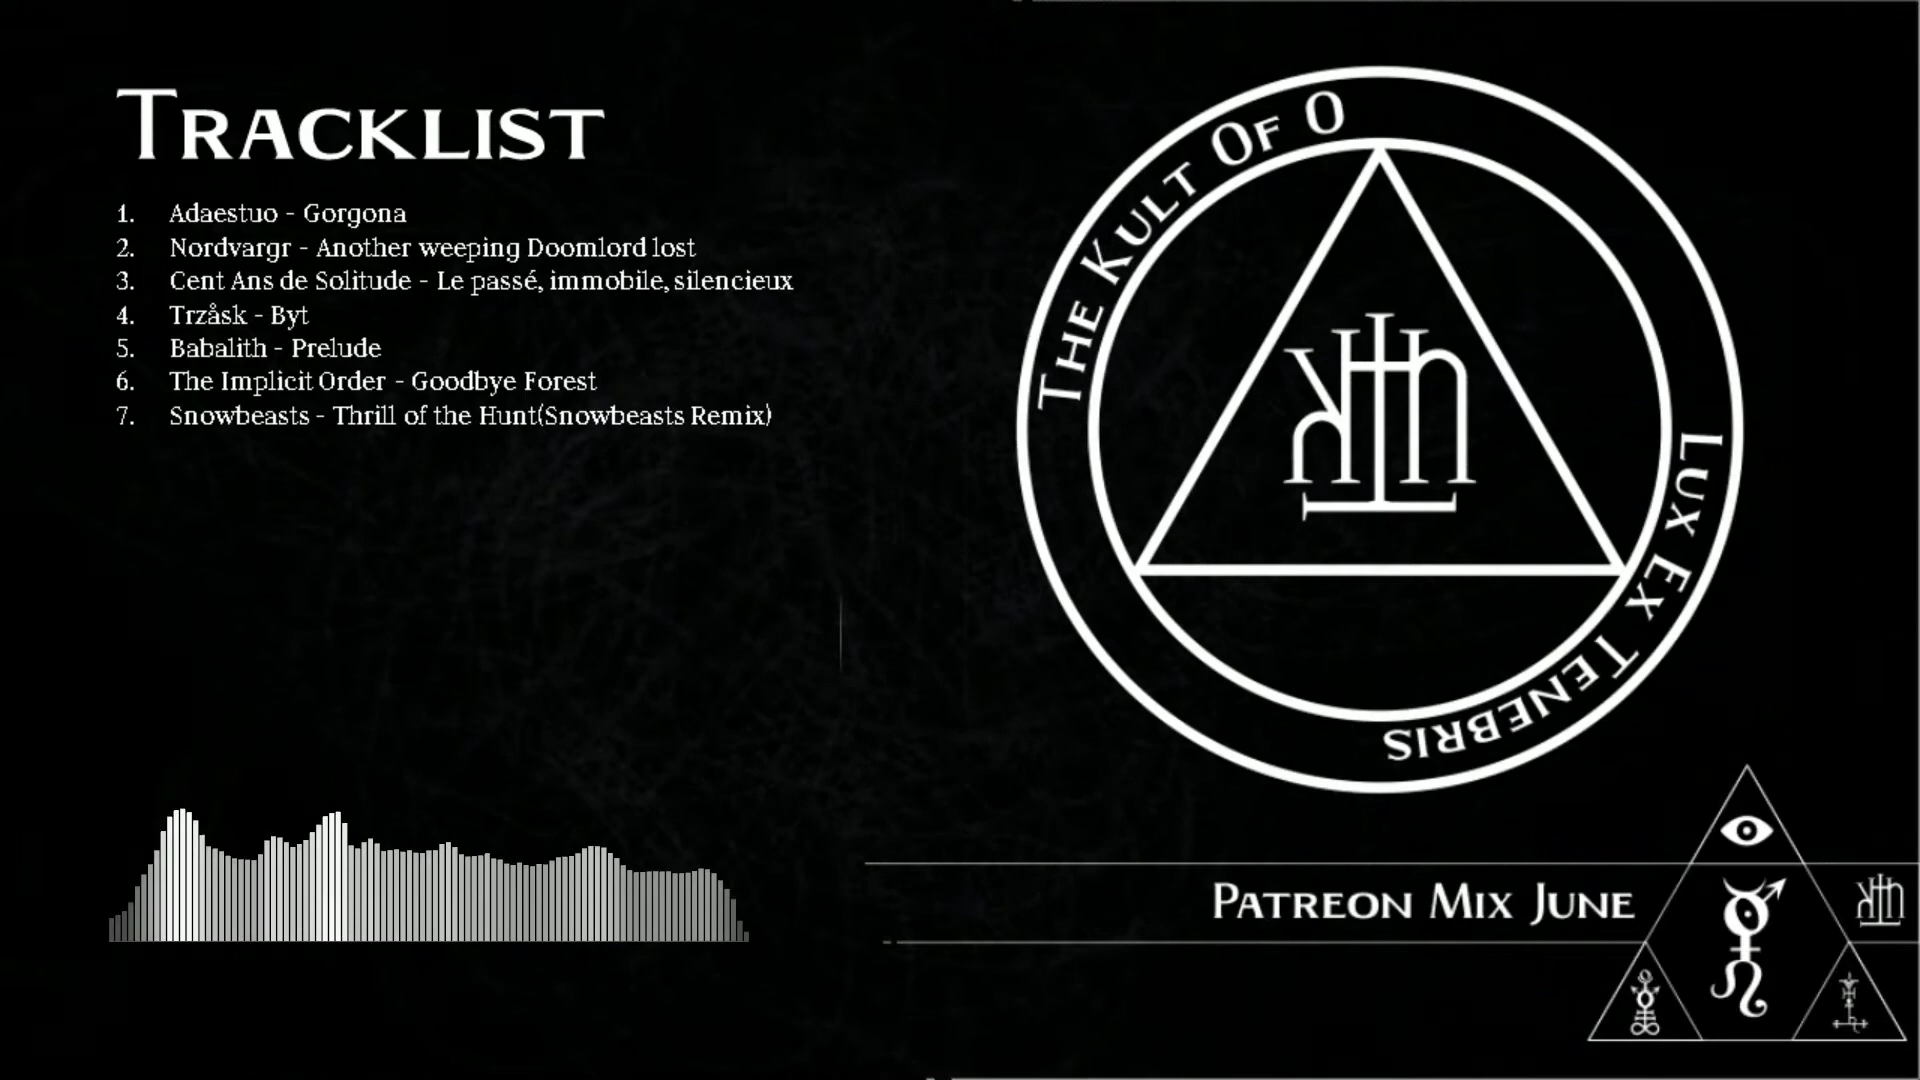 Tracklist
1. Adaestuo - Gorgona
2. Nordvargr - Another weeping Doomlord lost
3. Cent Ans de Solitude - Le passé, immobile, silencieux
4. Trzåsk - Byt
5. Babalith - Prelude
6. The Implicit Order - Goodbye Forest
7. Snowbeasts - Thrill of the Hunt(Snowbeasts Remix)
The Kult Of O
Lux Ex Tenebris
Patreon Mix June